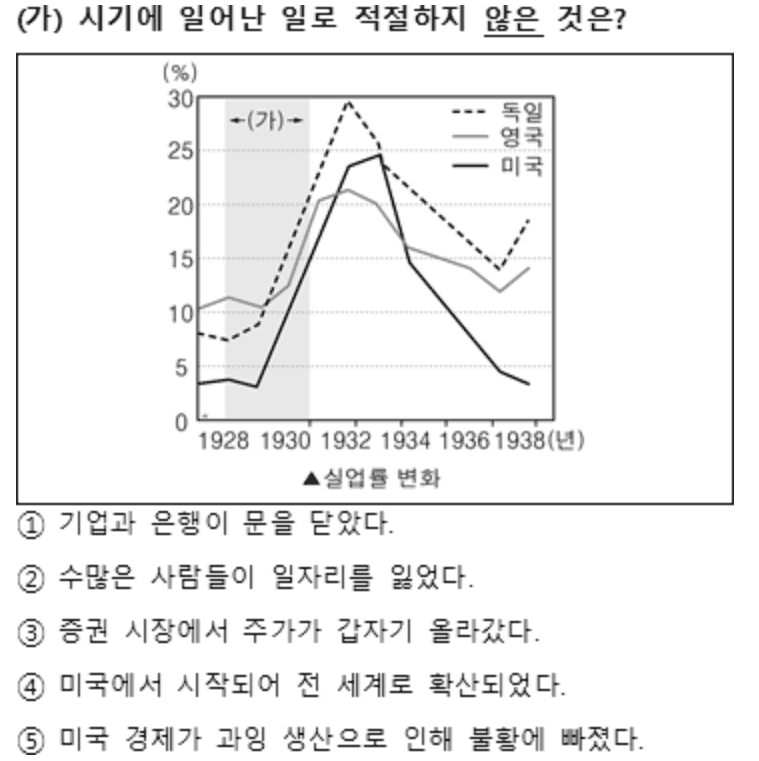 (가) 시기에 일어난 일로 적절하지 않은 것은?
(%)
30
←(가)→
독일
영국
미국
25
20
15
10
5
0
1928 1930 1932 1934 1936 1938(년)
▲실업률 변화
① 기업과 은행이 문을 닫았다.
② 수많은 사람들이 일자리를 잃었다.
③ 증권 시장에서 주가가 갑자기 올라갔다.
④ 미국에서 시작되어 전 세계로 확산되었다.
⑤ 미국 경제가 과잉 생산으로 인해 불황에 빠졌다.